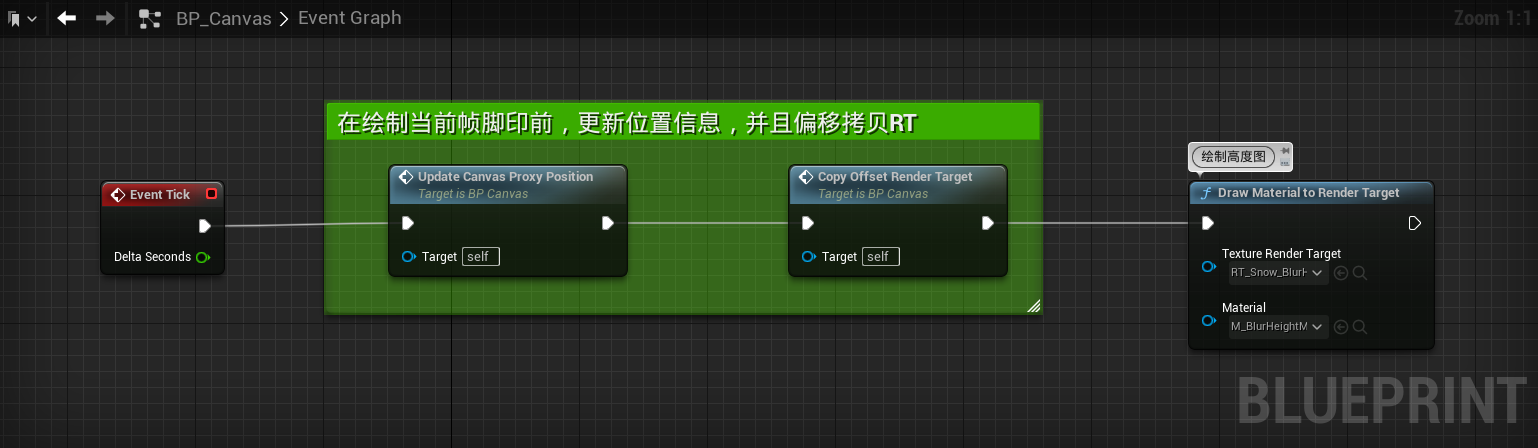 BP_Canvas > Event Graph
Zoom 1:1
在绘制当前帧脚印前，更新位置信息，并且偏移拷贝RT
绘制高度图
Event Tick
Delta Seconds
Update Canvas Proxy Position
Target is BP Canvas
Target self
Copy Offset Render Target
Target is BP Canvas
Target self
Draw Material to Render Target
Texture Render Target
RT_Snow_BlurH
Material
M_BlurHeightM
BLUEPRINT